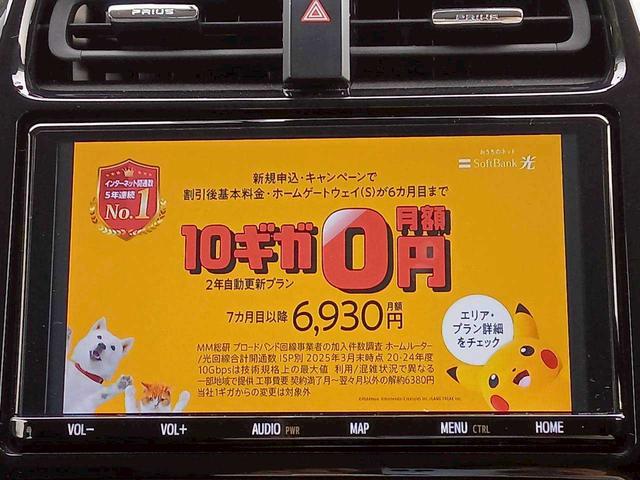 PRIUS
PRIUS
おうちのネット
SoftBank 光
インターネット開通数
5年連続
No.1
新規申込・キャンペーンで
割引後基本料金・ホームゲートウェイ(S)が6カ月目まで
10ギガ 月額0円
2年自動更新プラン
7カ月目以降 6,930円 月額
エリア・
プラン詳細
をチェック
MM総研 ブロードバンド回線事業者の加入件数調査 ホームルーター
/光回線合計開通数 ISP別 2025年3月末時点 20-24年度
10Gbpsは技術規格上の最大値 利用/混雑状況で異なる
一部地域で提供 工事費要 契約満了月〜翌々月以外の解約6380円
当社1ギガからの変更は対象外
VOL− VOL+ AUDIO PWR MAP MENU CTRL HOME